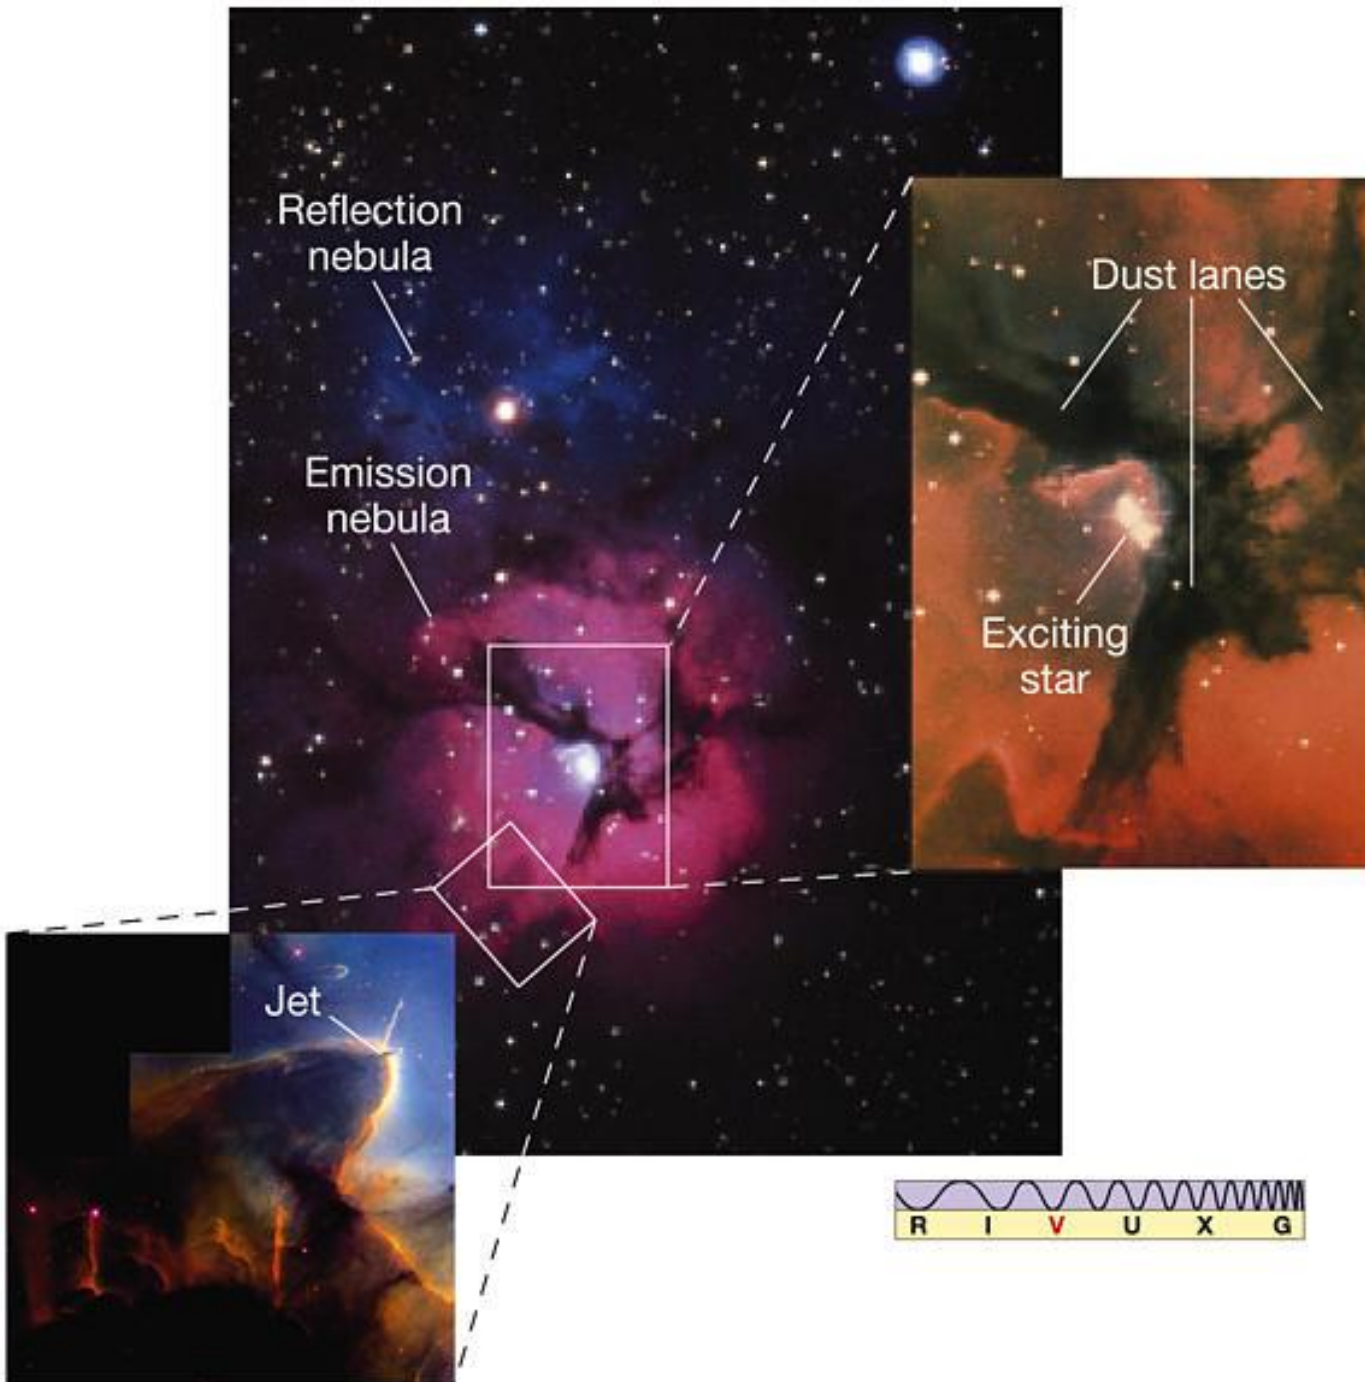 Reflection
nebula
Emission
nebula
Dust lanes
Exciting
star
Jet
R I V U X G